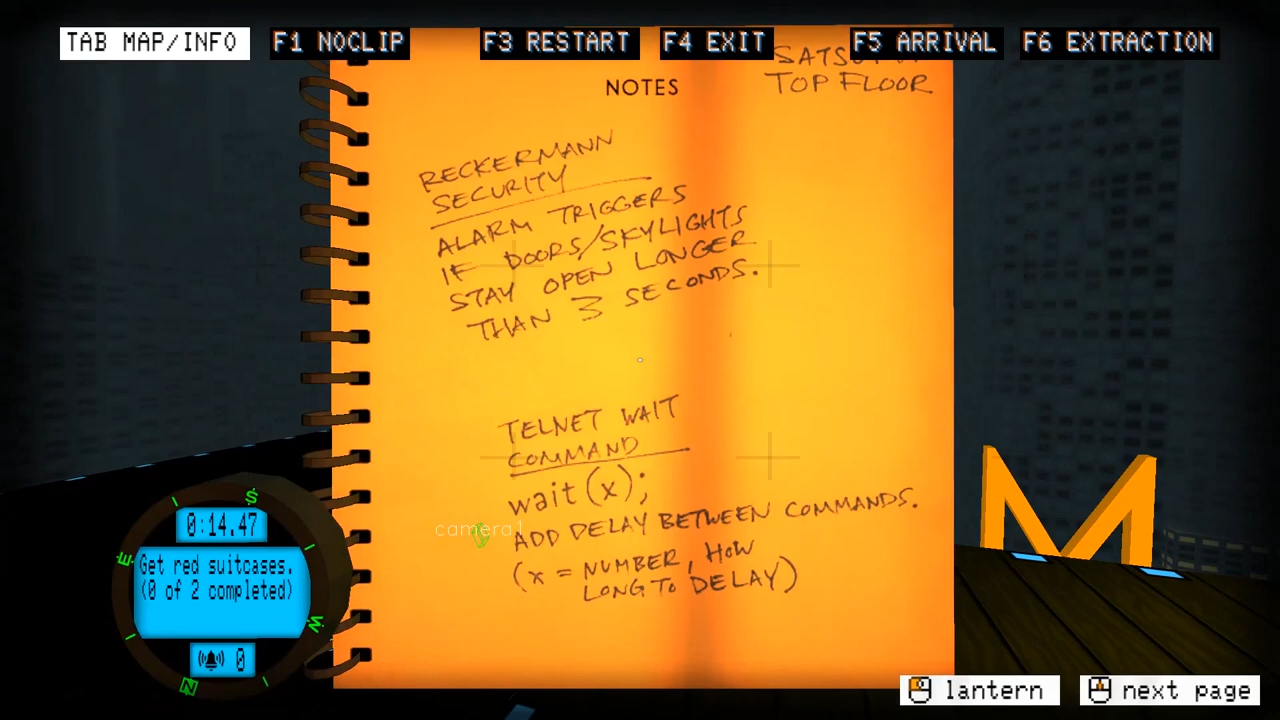 TAB MAP/INFO
F1 NOCLIP
F3 RESTART
F4 EXIT
F5 ARRIVAL
F6 EXTRACTION
TOP FLOOR
NOTES
RECKERMANN
SECURITY
ALARM TRIGGERS
IF DOORS/SKYLIGHTS
STAY OPEN LONGER
THAN 3 SECONDS.
TELNET WAIT
COMMAND
wait(x);
ADD DELAY BETWEEN COMMANDS.
(x = NUMBER, HOW
LONG TO DELAY)
camera1
M
S
E
W
N
0:14.47
Get red suitcases.
(0 of 2 completed)
0
lantern
next page